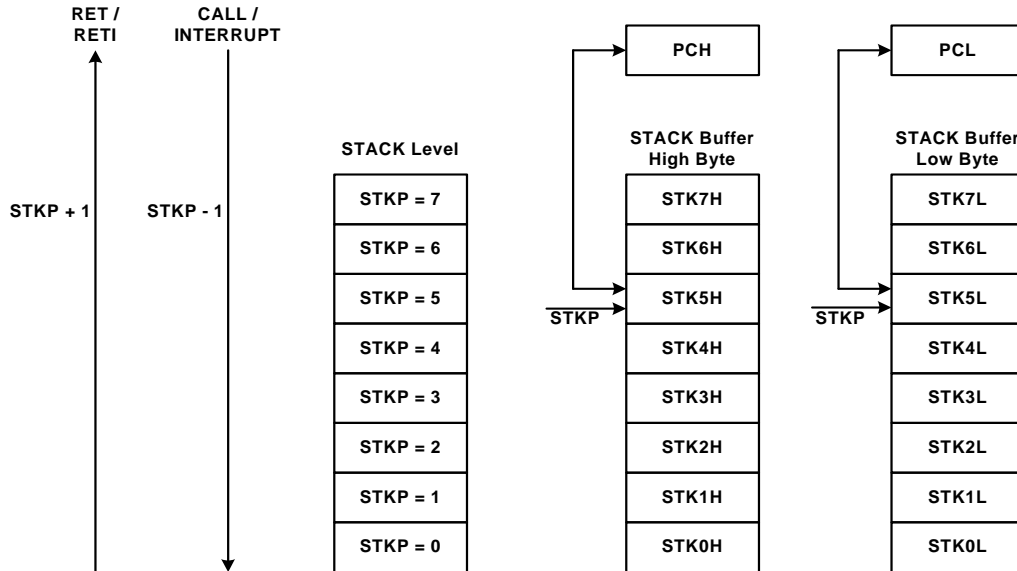 RET /
RETI
CALL /
INTERRUPT
STKP + 1
STKP - 1
STACK Level
STKP = 7
STKP = 6
STKP = 5
STKP = 4
STKP = 3
STKP = 2
STKP = 1
STKP = 0
PCH
STACK Buffer
High Byte
STK7H
STK6H
STK5H
STKP
STK4H
STK3H
STK2H
STK1H
STK0H
PCL
STACK Buffer
Low Byte
STK7L
STK6L
STK5L
STKP
STK4L
STK3L
STK2L
STK1L
STK0L